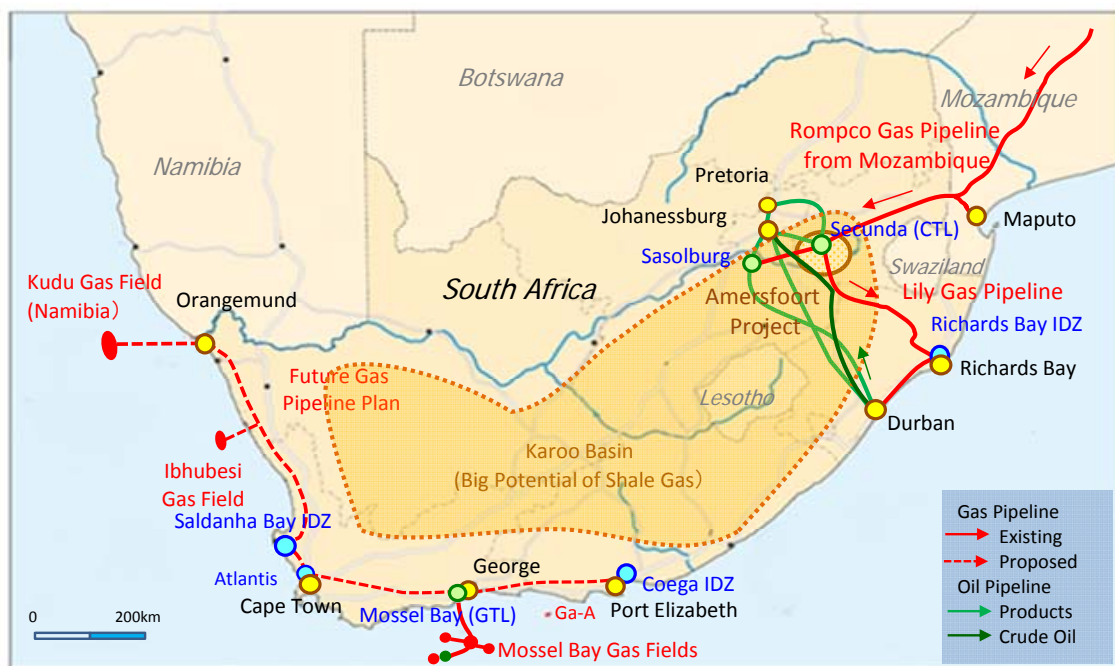 Botswana
Mozambique
Namibia
Rompco Gas Pipeline
from Mozambique
Pretoria
Johanessburg
Maputo
Secunda (CTL)
Sasolburg
Swaziland
Kudu Gas Field
(Namibia)
Orangemund
South Africa
Amersfoort
Project
Lily Gas Pipeline
Richards Bay IDZ
Richards Bay
Future Gas
Pipeline Plan
Lesotho
Durban
Karoo Basin
(Big Potential of Shale Gas)
Ibhubesi
Gas Field
Saldanha Bay IDZ
Atlantis
Cape Town
George
Mossel Bay (GTL)
Ga-A
Coega IDZ
Port Elizabeth
Mossel Bay Gas Fields
0 200km
Gas Pipeline
Existing
Proposed
Oil Pipeline
Products
Crude Oil